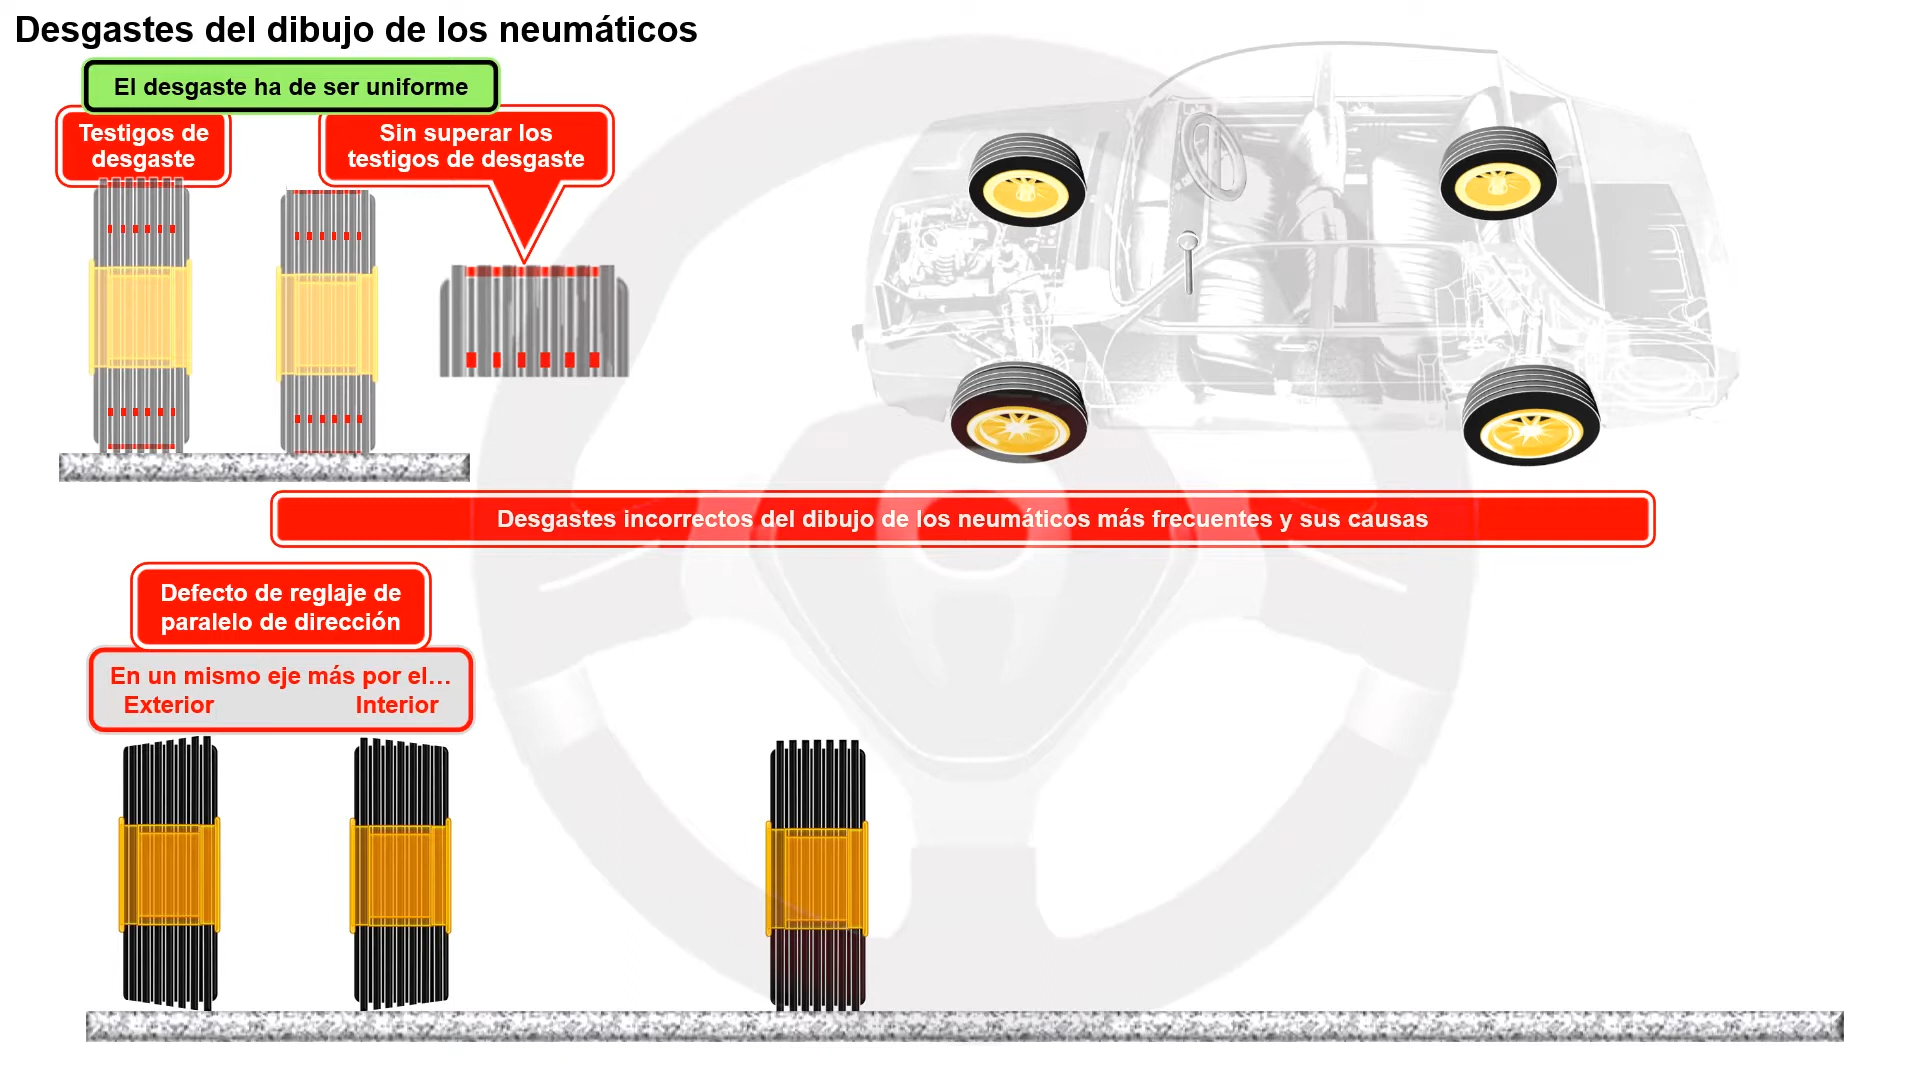 Desgastes del dibujo de los neumáticos
El desgaste ha de ser uniforme
Testigos de
desgaste
Sin superar los
testigos de desgaste
Desgastes incorrectos del dibujo de los neumáticos más frecuentes y sus causas
Defecto de reglaje de
paralelo de dirección
En un mismo eje más por el...
Exterior Interior